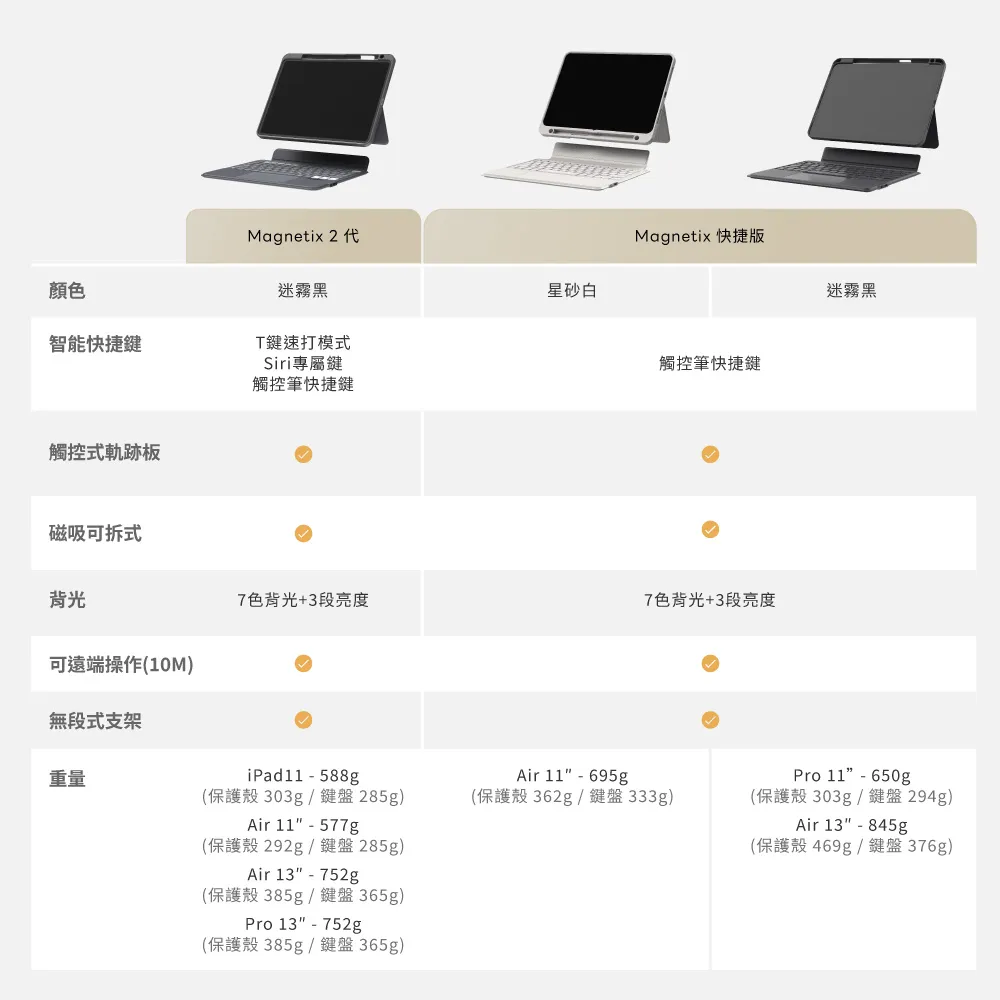 Magnetix 2 代
Magnetix 快捷版
顏色
迷霧黑
星砂白
迷霧黑
智能快捷鍵
T鍵速打模式
Siri專屬鍵
觸控筆快捷鍵
觸控筆快捷鍵
觸控式軌跡板
磁吸可拆式
背光
7色背光+3段亮度
7色背光+3段亮度
可遠端操作(10M)
無段式支架
重量
iPad11 - 588g
(保護殼 303g / 鍵盤 285g)
Air 11" - 577g
(保護殼 292g / 鍵盤 285g)
Air 13" - 752g
(保護殼 385g / 鍵盤 365g)
Pro 13" - 752g
(保護殼 385g / 鍵盤 365g)
Air 11" - 695g
(保護殼 362g / 鍵盤 333g)
Pro 11” - 650g
(保護殼 303g / 鍵盤 294g)
Air 13" - 845g
(保護殼 469g / 鍵盤 376g)